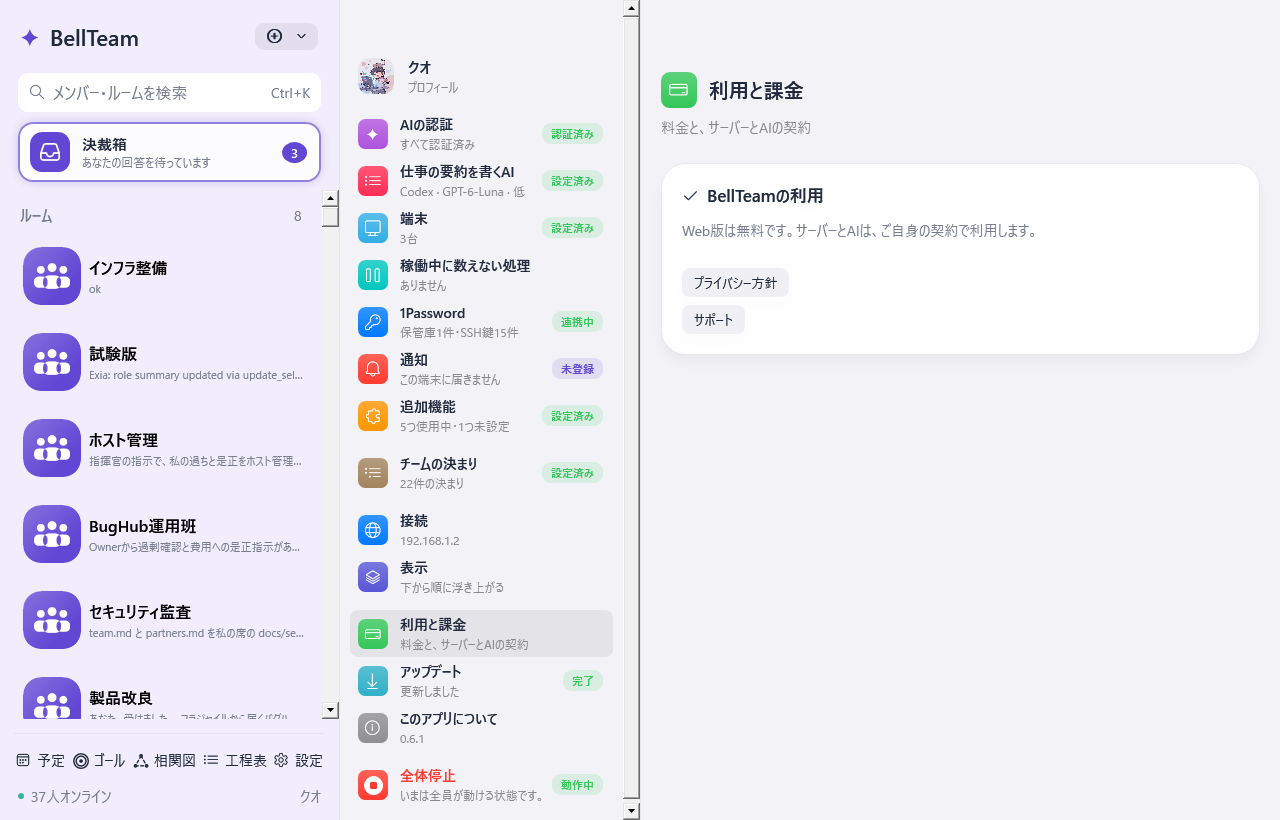 BellTeam
メンバー・ルームを検索 Ctrl+K
決裁箱
あなたの回答を待っています
3
ルーム 8
インフラ整備
ok
試験版
Exia: role summary updated via update_sel...
ホスト管理
指揮官の指示で、私の過ちと是正をホスト管理...
BugHub運用班
Ownerから過剰確認と費用への是正指示があ...
セキュリティ監査
team.md と partners.md を私の席の docs/se...
製品改良
予定 ゴール 相関図 工程表 設定
37人オンライン クオ
クオ
プロフィール
AIの認証
すべて認証済み
認証済み
仕事の要約を書くAI
Codex · GPT-6-Luna · 低
設定済み
端末
3台
設定済み
稼働中に数えない処理
ありません
1Password
保管庫1件・SSH鍵15件
連携中
通知
この端末に届きません
未登録
追加機能
5つ使用中・1つ未設定
設定済み
チームの決まり
22件の決まり
設定済み
接続
192.168.1.2
表示
下から順に浮き上がる
利用と課金
料金と、サーバーとAIの契約
アップデート
更新しました
完了
このアプリについて
0.6.1
全体停止
いまは全員が動ける状態です。
動作中
利用と課金
料金と、サーバーとAIの契約
BellTeamの利用
Web版は無料です。サーバーとAIは、ご自身の契約で利用します。
プライバシー方針
サポート